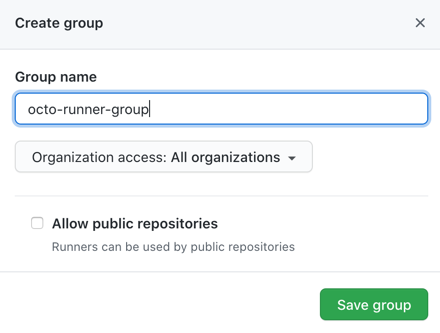 Create group
Group name
octo-runner-group
Organization access: All organizations
Allow public repositories
Runners can be used by public repositories
Save group